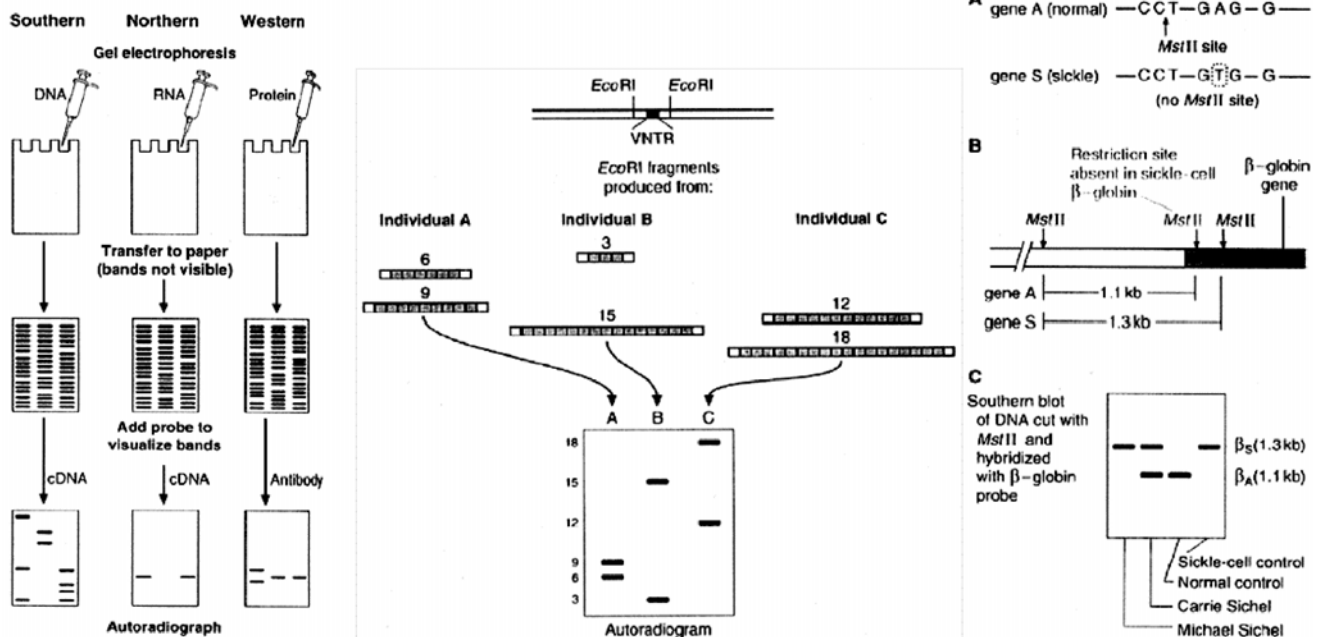 Southern Northern Western
Gel electrophoresis
DNA
RNA
Protein
Transfer to paper
(bands not visible)
Add probe to
visualize bands
cDNA
cDNA
Antibody
Autoradiograph
EcoRI EcoRI
VNTR
EcoRI fragments
produced from:
Individual A
Individual B
Individual C
6
9
3
15
12
18
A B C
18
15
12
9
6
3
Autoradiogram
gene A (normal) —CCT—GAG—G—
MstII site
gene S (sickle) —CCT—GTG—G—
(no MstII site)
B
Restriction site
absent in sickle-cell
β-globin
β-globin
gene
MstII
MstII
MstII
gene A
1.1 kb
gene S
1.3 kb
C
Southern blot
of DNA cut with
MstII and
hybridized
with β-globin
probe
βS (1.3 kb)
βA (1.1 kb)
Sickle-cell control
Normal control
Carrie Sichel
Michael Sichel